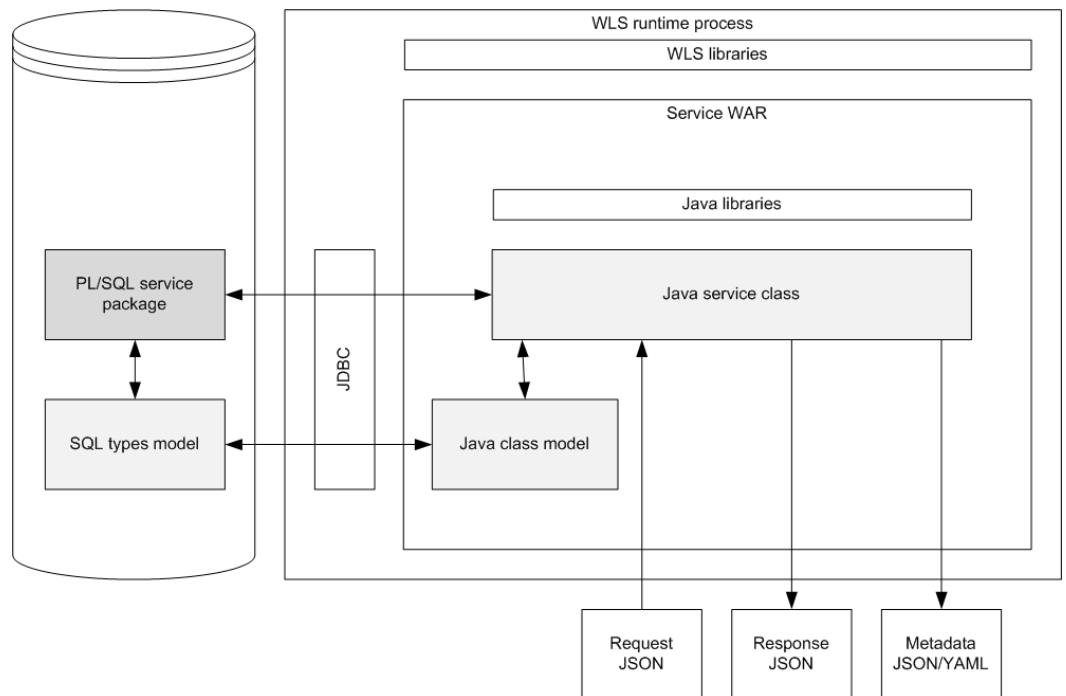 WLS runtime process
WLS libraries
Service WAR
Java libraries
PL/SQL service
package
Java service class
JDBC
SQL types model
Java class model
Request
JSON
Response
JSON
Metadata
JSON/YAML